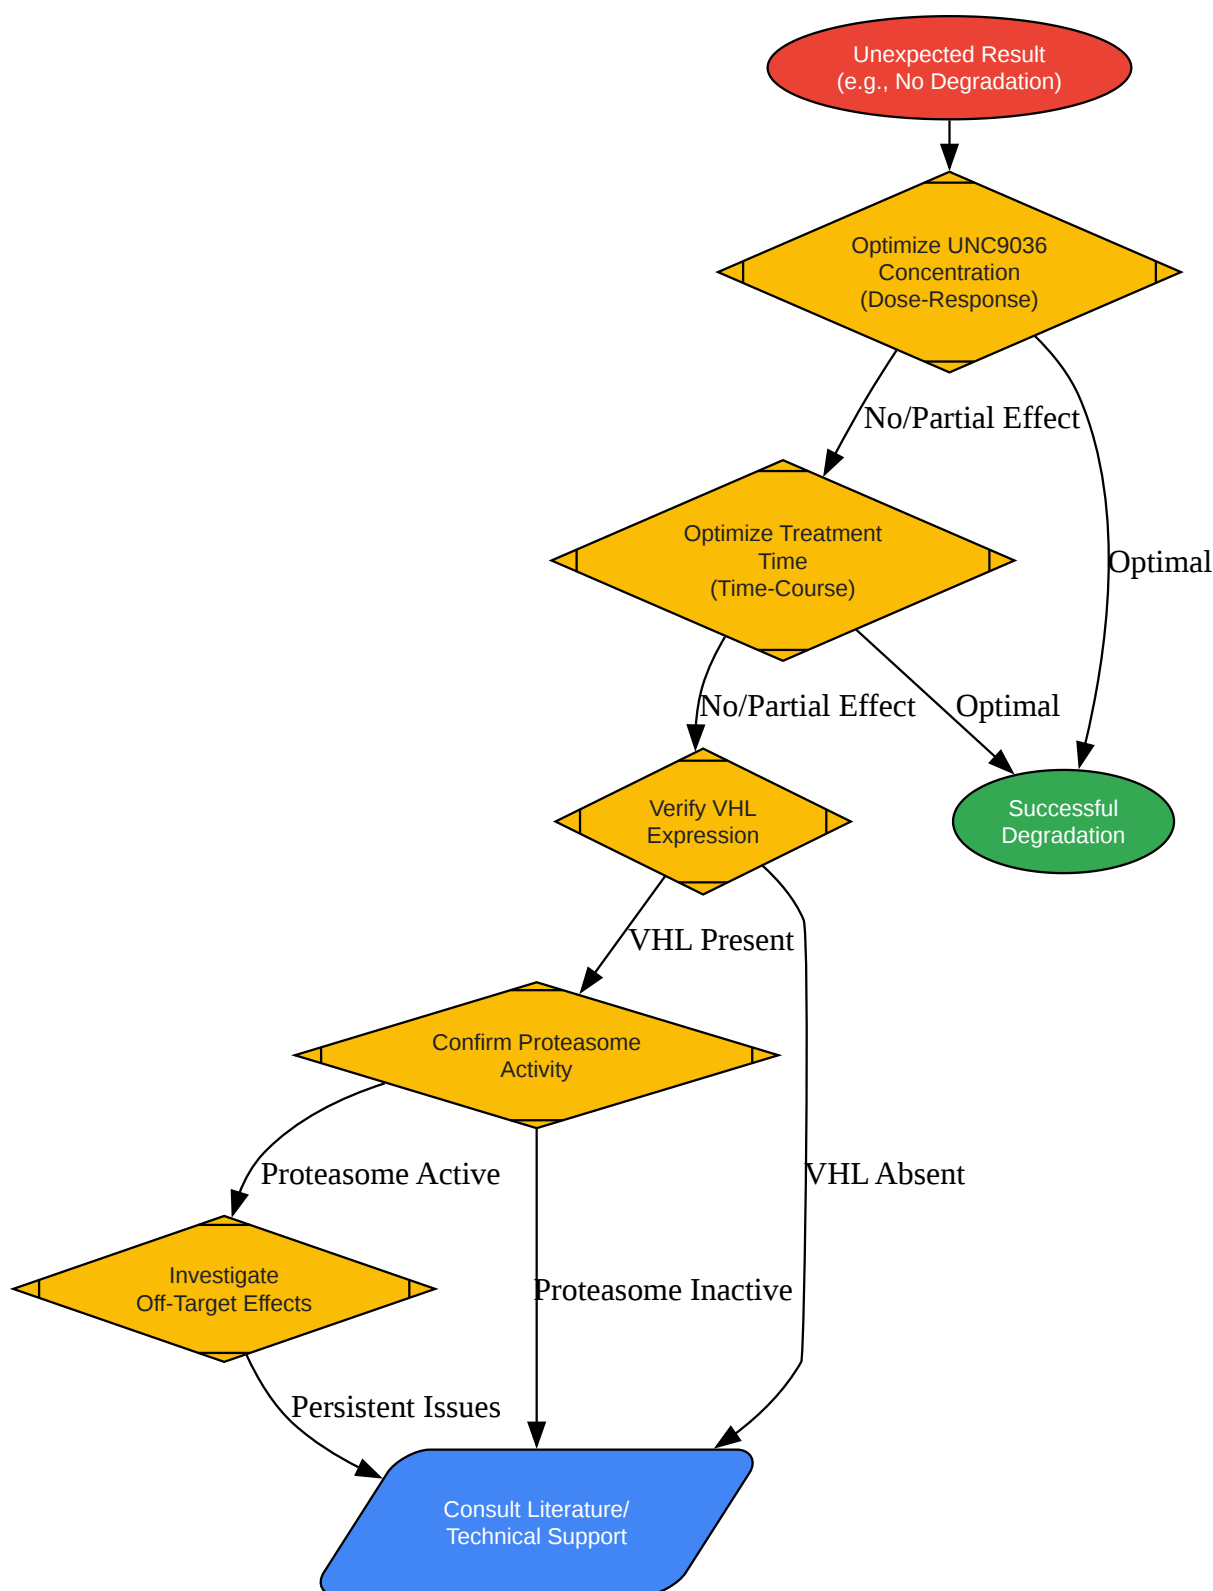 Unexpected Result
(e.g., No Degradation)
Optimize UNC9036
Concentration
(Dose-Response)
No/Partial Effect
Optimize Treatment
Time
(Time-Course)
Optimal
No/Partial Effect
Optimal
Verify VHL
Expression
Successful
Degradation
VHL Present
Confirm Proteasome
Activity
Proteasome Active
VHL Absent
Investigate
Off-Target Effects
Proteasome Inactive
Persistent Issues
Consult Literature/
Technical Support